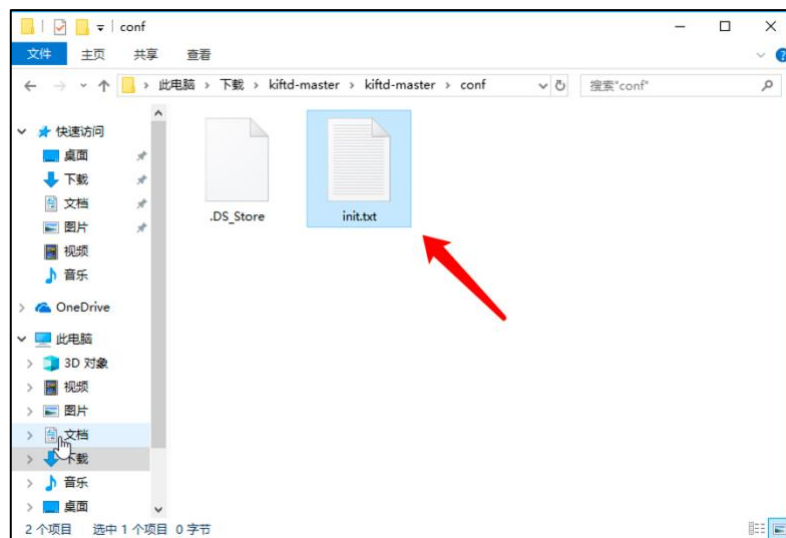 conf
文件 主页 共享 查看
此电脑 > 下载 > kiftd-master > kiftd-master > conf
搜索"conf"
快速访问
桌面
下载
文档
图片
视频
音乐
OneDrive
此电脑
3D 对象
视频
图片
文档
下载
音乐
桌面
.DS_Store
init.txt
2 个项目 选中 1 个项目 0 字节